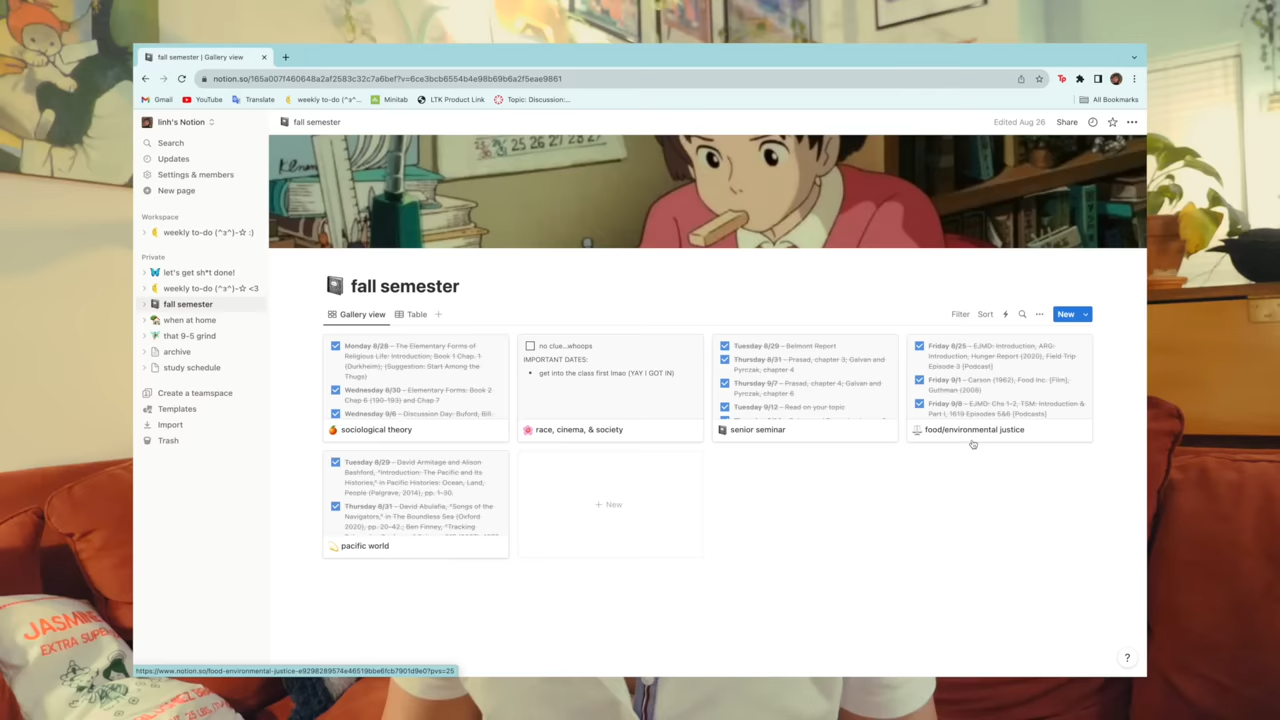 fall semester | Gallery view
notion.so/165a007f460648a2af2583c32c7a6bef?v=6ce3bcb6554b4e98b69b6a2f5eae9861
Gmail YouTube Translate weekly to-do (^з^)... Minitab LTK Product Link Topic: Discussion:... All Bookmarks
linh's Notion
fall semester
Edited Aug 26 Share
Search
Updates
Settings & members
New page
Workspace
weekly to-do (^з^)-☆ :)
Private
let's get sh*t done!
weekly to-do (^з^)-☆ <3
fall semester
when at home
that 9-5 grind
archive
study schedule
Create a teamspace
Templates
Import
Trash
25 26 27 28
fall semester
Gallery view Table
Filter Sort New
Monday 8/28 - The Elementary Forms of
Religious Life: Introduction; Book 1 Chap. 1
(Durkheim); (Suggestion: Start Among the
Thugs)
Wednesday 8/30 - Elementary Forms: Book 2
Chap 6 (190-193) and Chap 7
Wednesday 9/6 - Discussion Day: Buford, Bill.
sociological theory
no clue...whoops
IMPORTANT DATES:
• get into the class first lmao (YAY I GOT IN)
race, cinema, & society
Tuesday 8/29 - Belmont Report
Thursday 8/31 - Prasad, chapter 3; Galvan and
Pyrczak, chapter 4
Thursday 9/7 - Prasad, chapter 4; Galvan and
Pyrczak, chapter 6
Tuesday 9/12 - Read on your topic
senior seminar
Friday 8/25 - EJMD: Introduction, ARG:
Introduction, Hunger Report (2020), Field Trip
Episode 3 [Podcast]
Friday 9/1 - Carson (1962), Food Inc. [Film],
Guthman (2008)
Friday 9/8 - EJMD: Chs 1-2, TSM: Introduction &
Part I, 1619 Episodes 5&6 [Podcasts]
food/environmental justice
Tuesday 8/29 - David Armitage and Alison
Bashford, "Introduction: The Pacific and its
Histories," in Pacific Histories: Ocean, Land,
People (Palgrave, 2014), pp. 1-30.
Thursday 8/31 - David Abulafia, "Songs of the
Navigators," in The Boundless Sea (Oxford
2020), pp. 20-42.; Ben Finney, "Tracking
pacific world
+ New
JASMINE
EXTRA SUPER
https://www.notion.so/food-environmental-justice-e9298289574e46519bbe6fcb7901d9e0?pvs=25
?